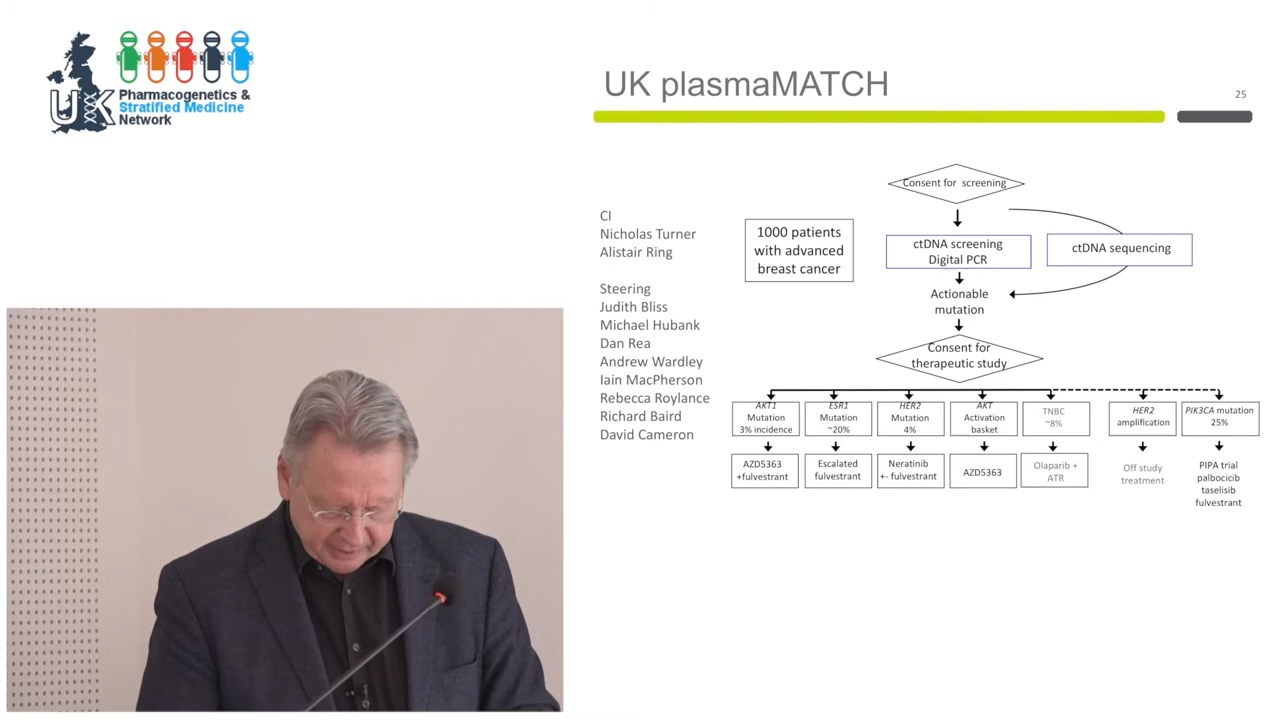 UK
Pharmacogenetics &
Stratified Medicine
Network
UK plasmaMATCH
25
CI
Nicholas Turner
Alistair Ring
Steering
Judith Bliss
Michael Hubank
Dan Rea
Andrew Wardley
Iain MacPherson
Rebecca Roylance
Richard Baird
David Cameron
1000 patients
with advanced
breast cancer
Consent for screening
ctDNA screening
Digital PCR
ctDNA sequencing
Actionable
mutation
Consent for
therapeutic study
AKT1
Mutation
3% incidence
ESR1
Mutation
~20%
HER2
Mutation
4%
AKT
Activation
basket
TNBC
~8%
HER2
amplification
PIK3CA mutation
25%
AZD5363
+fulvestrant
Escalated
fulvestrant
Neratinib
+- fulvestrant
AZD5363
Olaparib +
ATR
Off study
treatment
PIPA trial
palbocicib
taselisib
fulvestrant